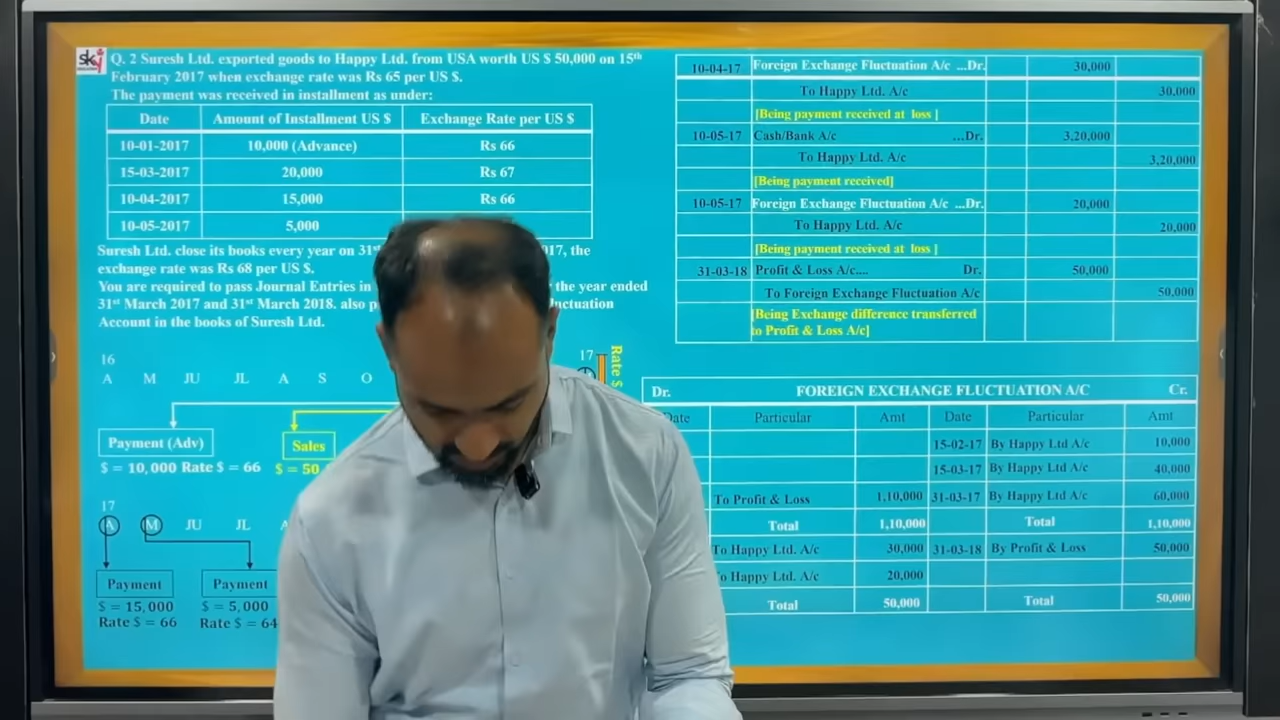 sky
Q. 2 Suresh Ltd. exported goods to Happy Ltd. from USA worth US $ 50,000 on 15th
February 2017 when exchange rate was Rs 65 per US $.
The payment was received in installment as under:
Date Amount of Installment US $ Exchange Rate per US $
10-01-2017 10,000 (Advance) Rs 66
15-03-2017 20,000 Rs 67
10-04-2017 15,000 Rs 66
10-05-2017 5,000
Suresh Ltd. close its books every year on 31st 17, the
exchange rate was Rs 68 per US $.
You are required to pass Journal Entries in the year ended
31st March 2017 and 31st March 2018. also
Account in the books of Suresh Ltd.
16
A M JU JL A S O
17
Rate $
Payment (Adv) Sales
$ = 10,000 Rate $ = 66 $ = 50
17
A M JU JL A
Payment Payment
$ = 15,000 $ = 5,000
Rate $ = 66 Rate $ = 64
10-04-17 Foreign Exchange Fluctuation A/c ...Dr. 30,000
To Happy Ltd. A/c 30,000
[Being payment received at loss ]
10-05-17 Cash/Bank A/c ...Dr. 3,20,000
To Happy Ltd. A/c 3,20,000
[Being payment received]
10-05-17 Foreign Exchange Fluctuation A/c ...Dr. 20,000
To Happy Ltd. A/c 20,000
[Being payment received at loss ]
31-03-18 Profit & Loss A/c.... Dr. 50,000
To Foreign Exchange Fluctuation A/c 50,000
[Being Exchange difference transferred
to Profit & Loss A/c]
Dr. FOREIGN EXCHANGE FLUCTUATION A/C Cr.
Date Particular Amt Date Particular Amt
15-02-17 By Happy Ltd A/c 10,000
15-03-17 By Happy Ltd A/c 40,000
To Profit & Loss 1,10,000 31-03-17 By Happy Ltd A/c 60,000
Total 1,10,000 Total 1,10,000
To Happy Ltd. A/c 30,000 31-03-18 By Profit & Loss 50,000
To Happy Ltd. A/c 20,000
Total 50,000 Total 50,000